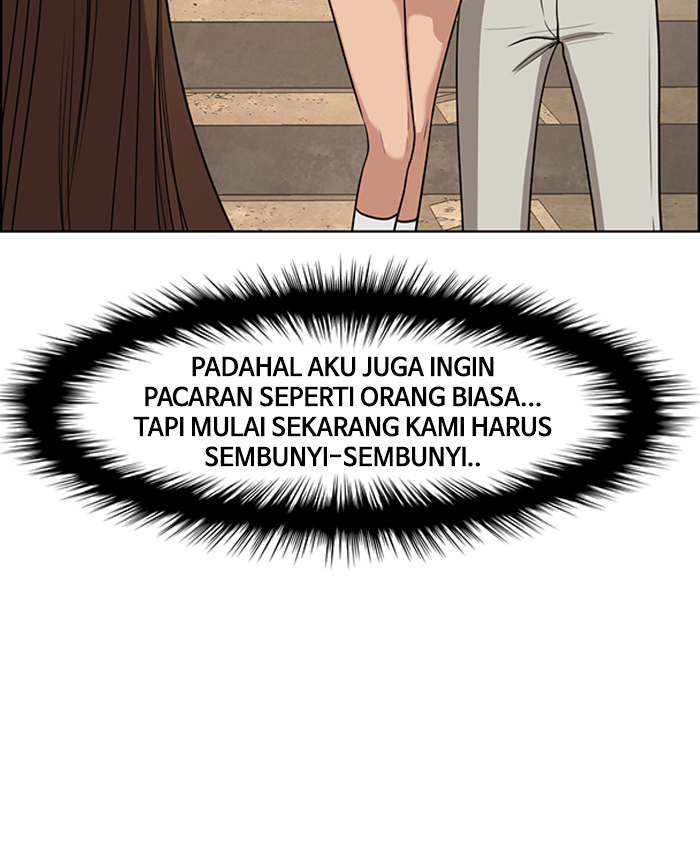 PADAHAL AKU JUGA INGIN
PACARAN SEPERTI ORANG BIASA...
TAPI MULAI SEKARANG KAMI HARUS
SEMBUNYI-SEMBUNYI..